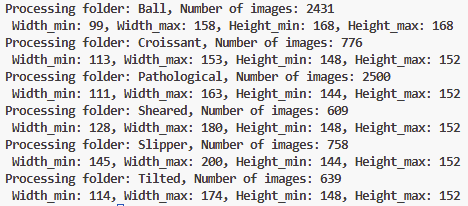 Processing folder: Ball, Number of images: 2431
Width_min: 99, Width_max: 158, Height_min: 168, Height_max: 168
Processing folder: Croissant, Number of images: 776
Width_min: 113, Width_max: 153, Height_min: 148, Height_max: 152
Processing folder: Pathological, Number of images: 2500
Width_min: 111, Width_max: 163, Height_min: 144, Height_max: 152
Processing folder: Sheared, Number of images: 609
Width_min: 128, Width_max: 180, Height_min: 148, Height_max: 152
Processing folder: Slipper, Number of images: 758
Width_min: 145, Width_max: 200, Height_min: 144, Height_max: 152
Processing folder: Tilted, Number of images: 639
Width_min: 114, Width_max: 174, Height_min: 148, Height_max: 152